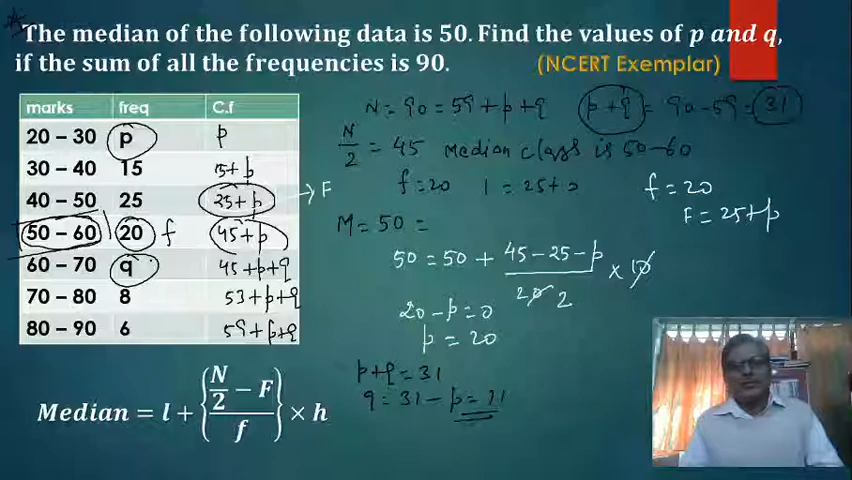 The median of the following data is 50. Find the values of p and q,
if the sum of all the frequencies is 90. (NCERT Exemplar)
marks freq C.f
20 – 30 p p
30 – 40 15 15+p
40 – 50 25 25+p → F
50 – 60 20 f 45+p
60 – 70 q 45+p+q
70 – 80 8 53+p+q
80 – 90 6 59+p+q
Median = l + {(N/2 − F)/f} × h
N = 90 = 59+p+q p+q = 90-59 = 31
N/2 = 45 Median class is 50-60
f=20
f = 20
F = 25+p
M = 50 =
50 = 50 + (45-25-p)/20 × 10
2
20-p=0
p = 20
p+q=31
q = 31-p = 11